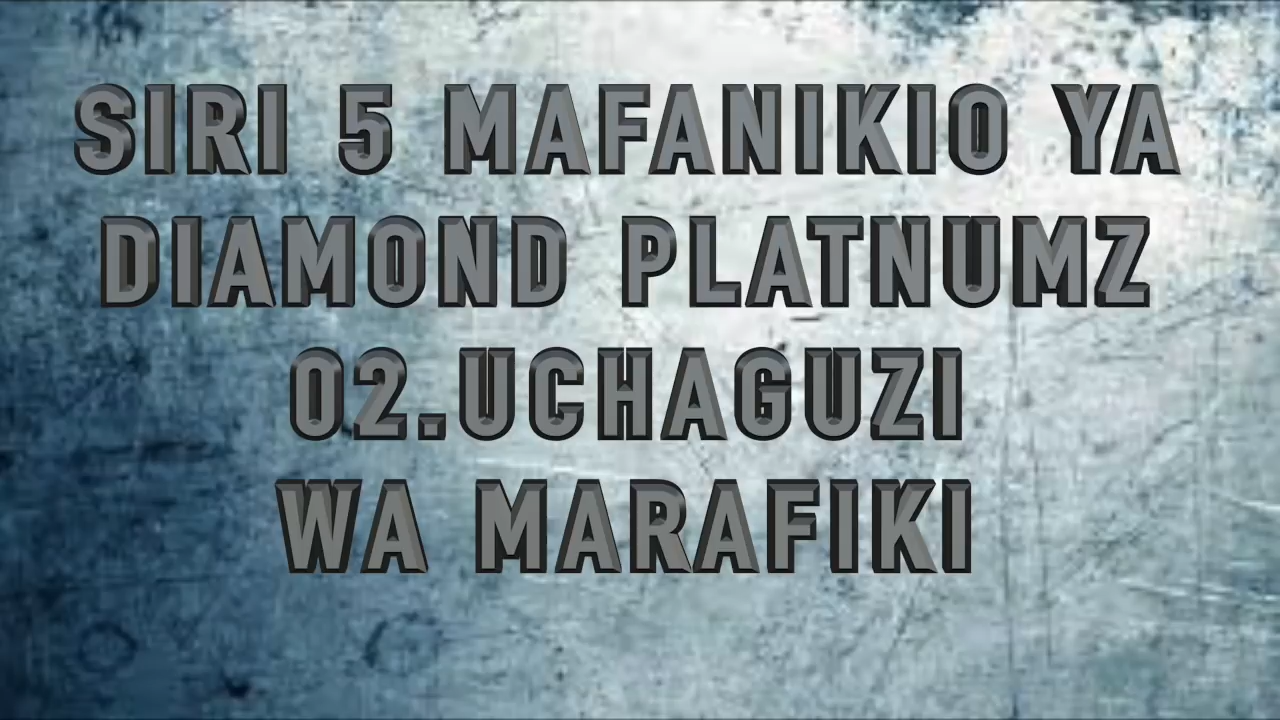 SIRI 5 MAFANIKIO YA
DIAMOND PLATNUMZ
02.UCHAGUZI
WA MARAFIKI